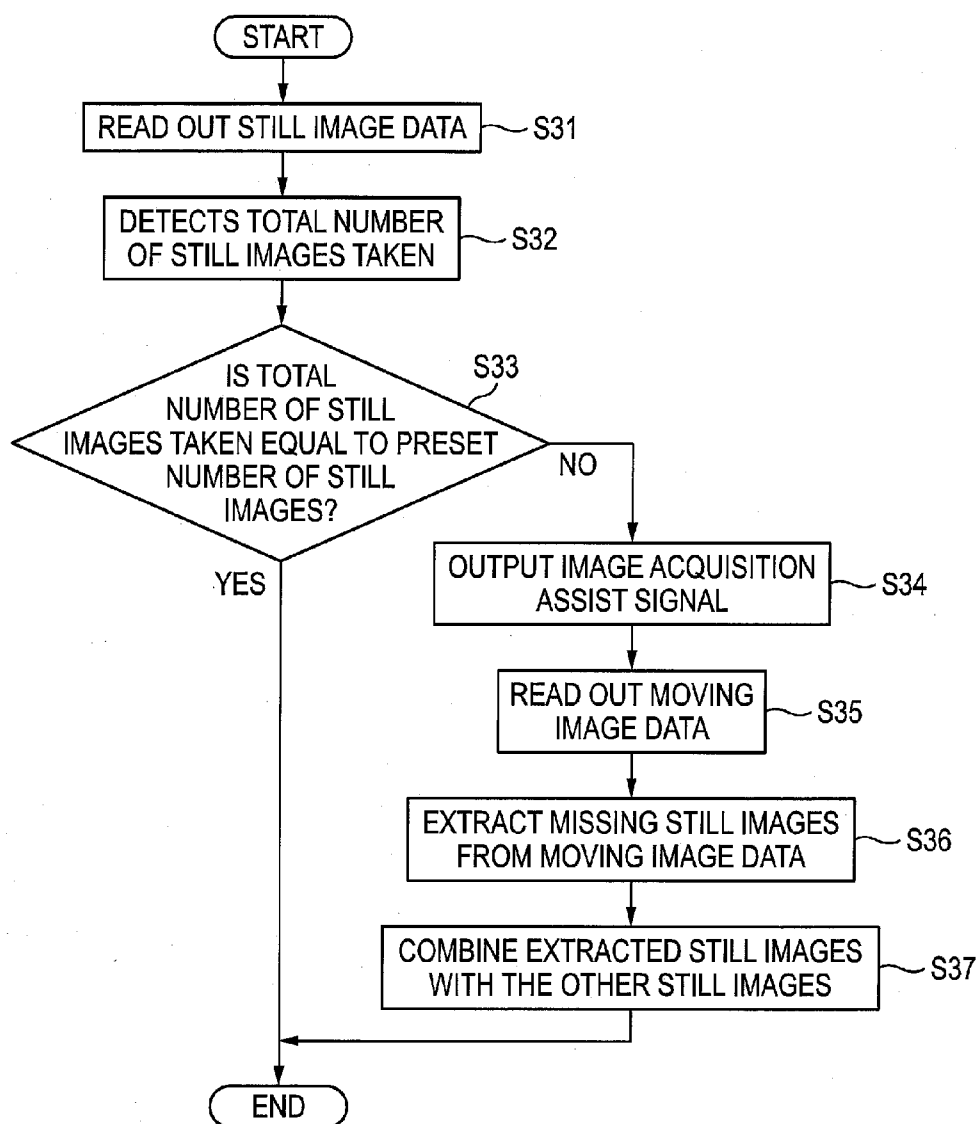 START
READ OUT STILL IMAGE DATA
S31
DETECTS TOTAL NUMBER
OF STILL IMAGES TAKEN
S32
IS TOTAL
NUMBER OF STILL
IMAGES TAKEN EQUAL TO PRESET
NUMBER OF STILL
IMAGES?
S33
NO
YES
OUTPUT IMAGE ACQUISITION
ASSIST SIGNAL
S34
READ OUT MOVING
IMAGE DATA
S35
EXTRACT MISSING STILL IMAGES
FROM MOVING IMAGE DATA
S36
COMBINE EXTRACTED STILL IMAGES
WITH THE OTHER STILL IMAGES
S37
END